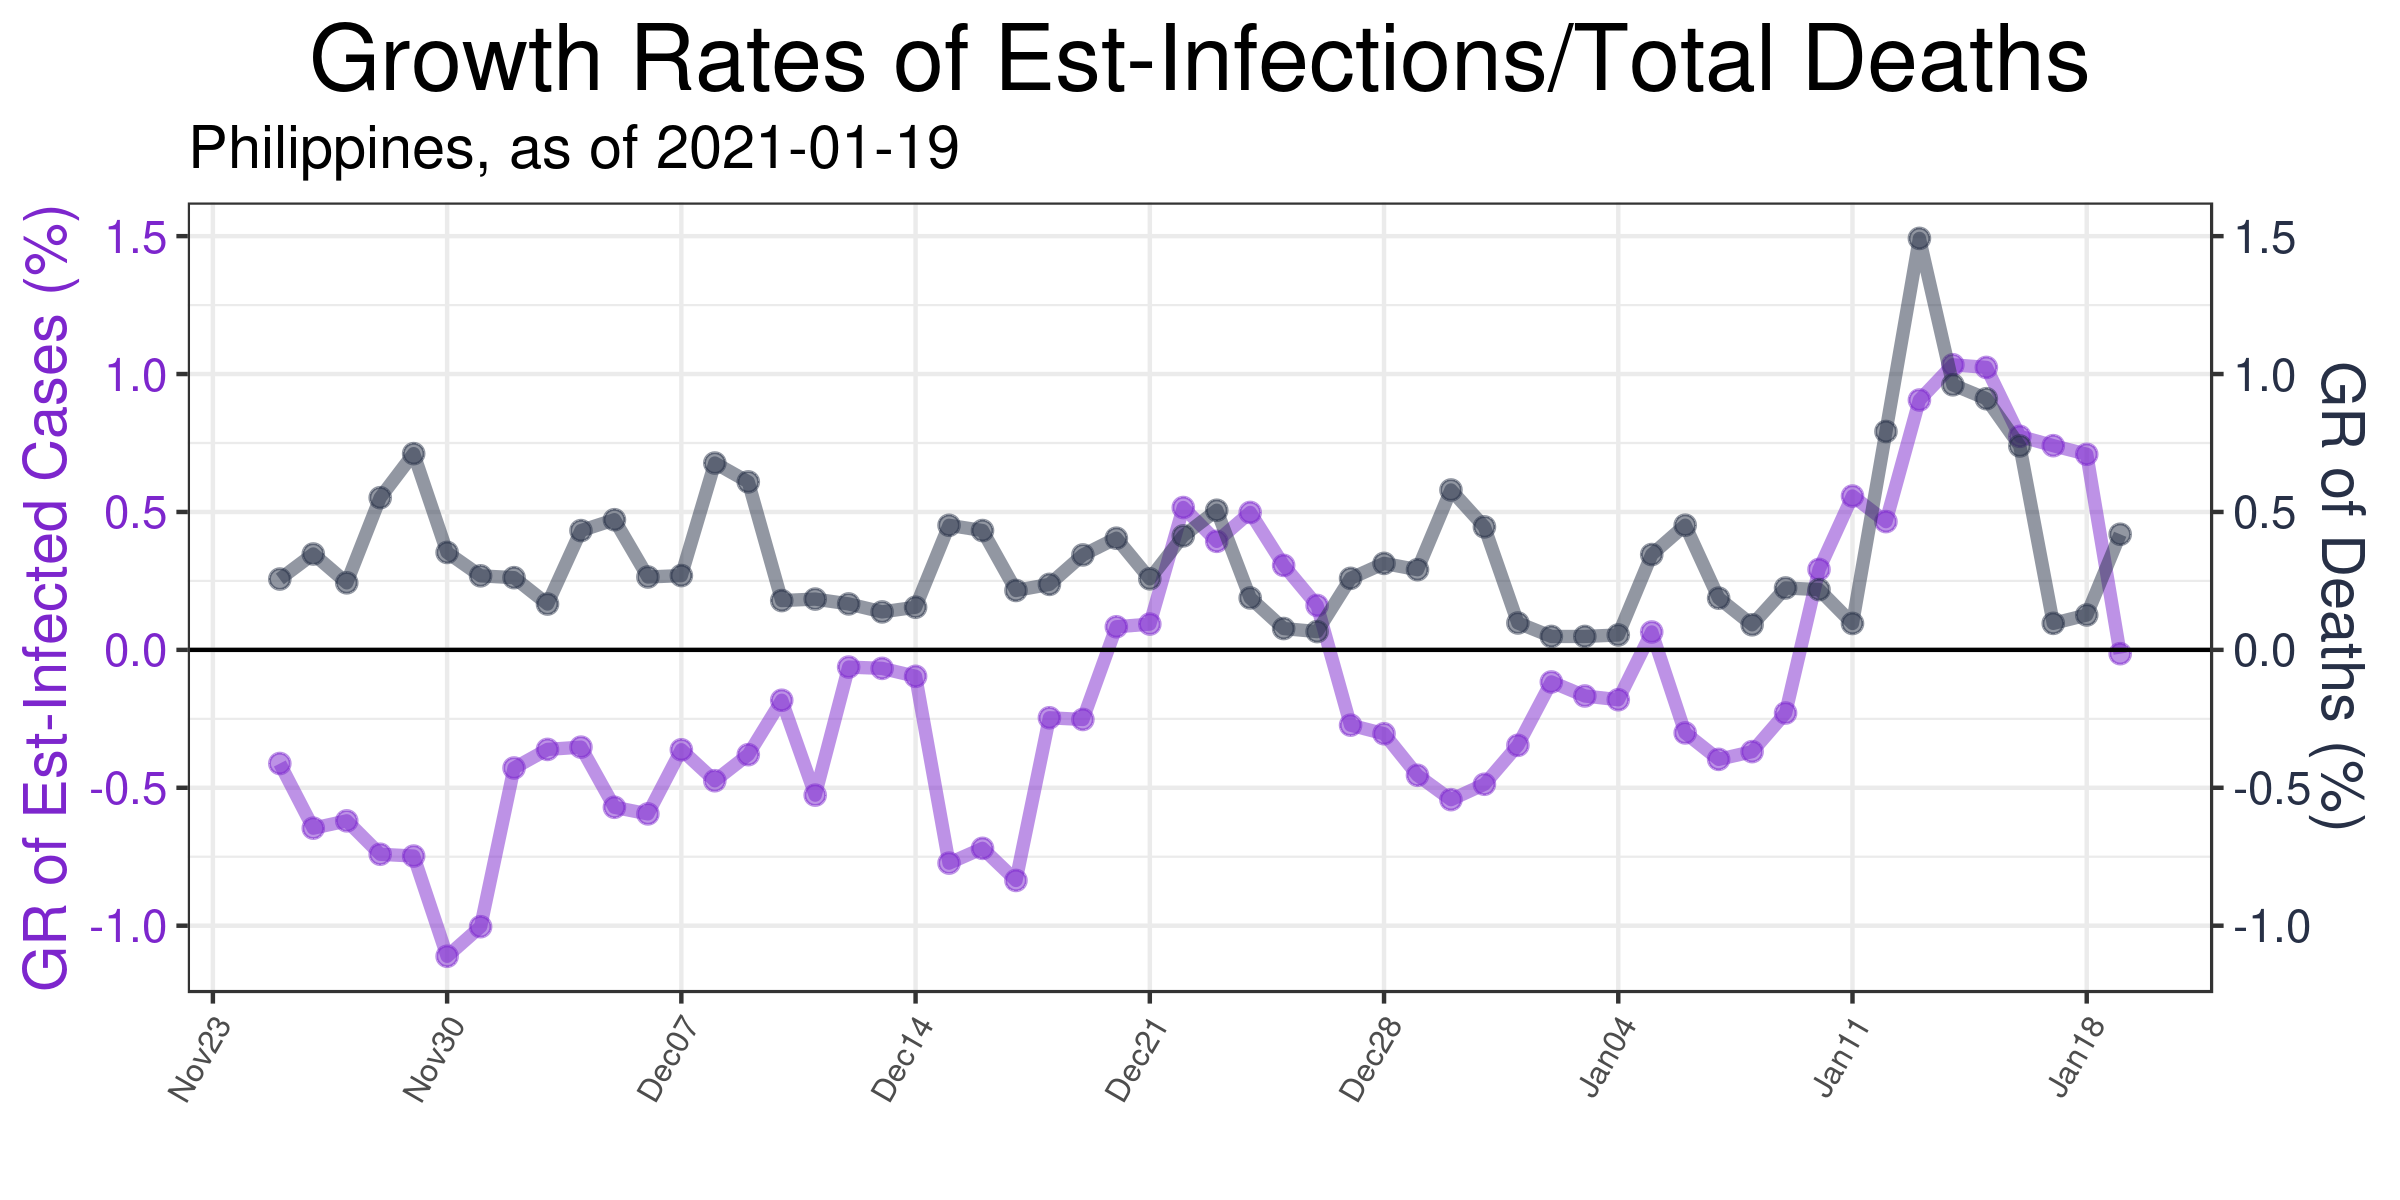 Growth Rates of Est-Infections/Total Deaths
Philippines, as of 2021-01-19
GR of Est-Infected Cases (%)
1.5
1.0
0.5
0.0
-0.5
-1.0
1.5
1.0
0.5
0.0
-0.5
-1.0
GR of Deaths (%)
Nov23
Nov30
Dec07
Dec14
Dec21
Dec28
Jan04
Jan11
Jan18